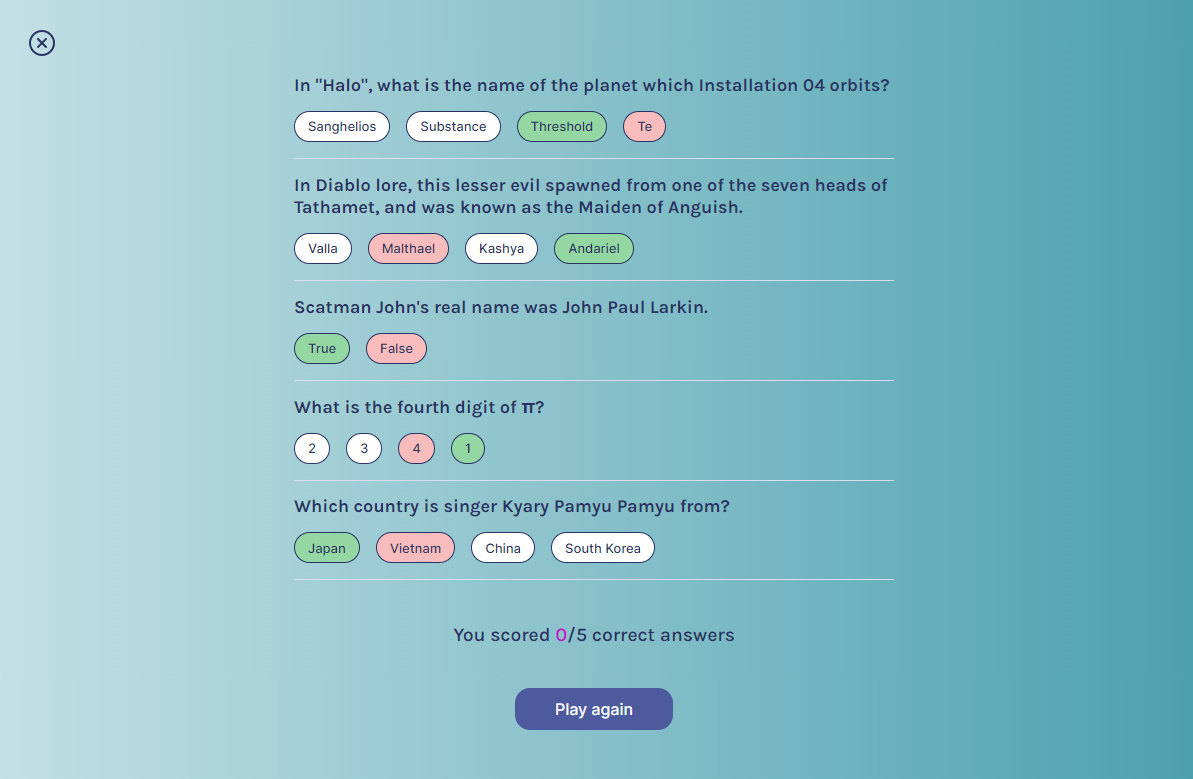 In "Halo", what is the name of the planet which Installation 04 orbits?
Sanghelios Substance Threshold Te
In Diablo lore, this lesser evil spawned from one of the seven heads of
Tathamet, and was known as the Maiden of Anguish.
Valla Malthael Kashya Andariel
Scatman John's real name was John Paul Larkin.
True False
What is the fourth digit of π?
2 3 4 1
Which country is singer Kyary Pamyu Pamyu from?
Japan Vietnam China South Korea
You scored 0/5 correct answers
Play again